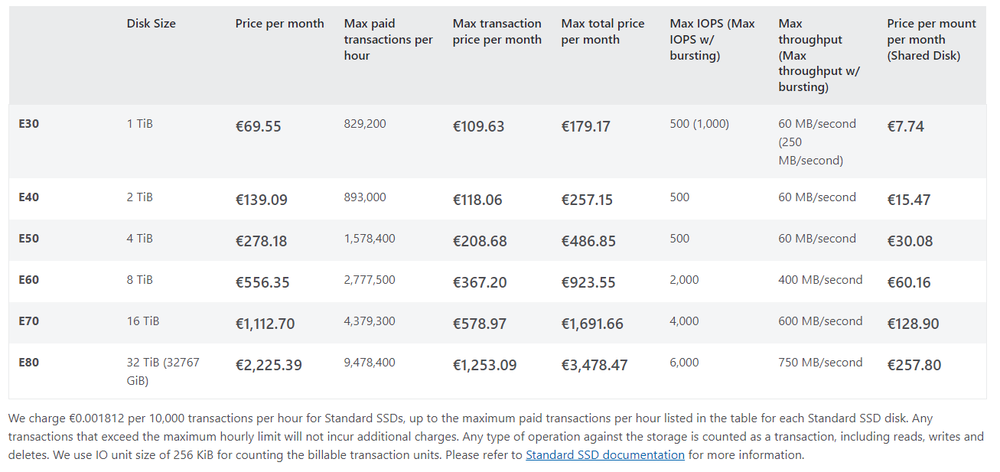 Disk Size
Price per month
Max paid
transactions per
hour
Max transaction
price per month
Max total price
per month
Max IOPS (Max
IOPS w/
bursting)
Max
throughput
(Max
throughput w/
bursting)
Price per mount
per month
(Shared Disk)
E30 1 TiB €69.55 829,200 €109.63 €179.17 500 (1,000) 60 MB/second
(250
MB/second)
€7.74
E40 2 TiB €139.09 893,000 €118.06 €257.15 500 60 MB/second €15.47
E50 4 TiB €278.18 1,578,400 €208.68 €486.85 500 60 MB/second €30.08
E60 8 TiB €556.35 2,777,500 €367.20 €923.55 2,000 400 MB/second €60.16
E70 16 TiB €1,112.70 4,379,300 €578.97 €1,691.66 4,000 600 MB/second €128.90
E80 32 TiB (32767
GiB)
€2,225.39 9,478,400 €1,253.09 €3,478.47 6,000 750 MB/second €257.80
We charge €0.001812 per 10,000 transactions per hour for Standard SSDs, up to the maximum paid transactions per hour listed in the table for each Standard SSD disk. Any
transactions that exceed the maximum hourly limit will not incur additional charges. Any type of operation against the storage is counted as a transaction, including reads, writes and
deletes. We use IO unit size of 256 KiB for counting the billable transaction units. Please refer to Standard SSD documentation for more information.